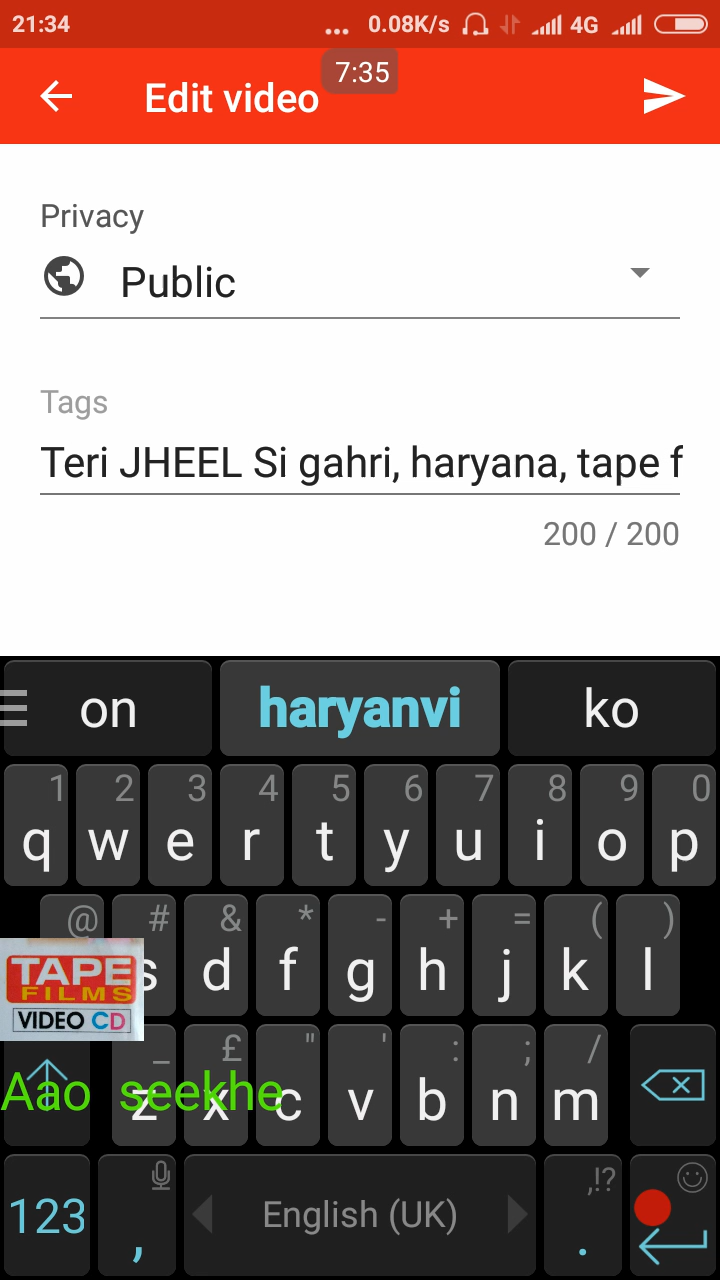 21:34 ... 0.08K/s 4G
7:35
Edit video
Privacy
Public
Tags
Teri JHEEL Si gahri, haryana, tape f
200 / 200
on haryanvi ko
1 2 3 4 5 6 7 8 9 0
q w e r t y u i o p
@ # & * - + = ( )
s d f g h j k l
TAPE
FILMS
VIDEO CD
_ £ " ' : ; /
z x c v b n m
Aao seekhe
,!?
123 , English (UK) .